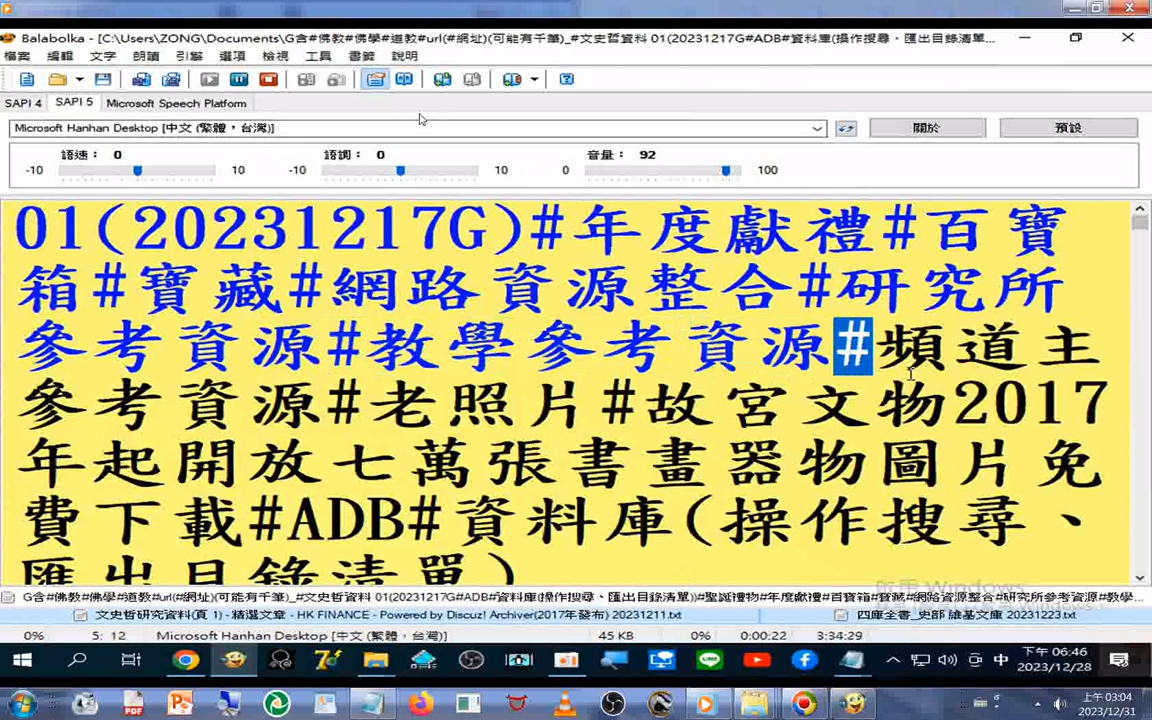 Balabolka - [C:\Users\ZONG\Documents\G含#佛教#佛學#道教#url(#網址)(可能有千筆)_#文史哲資料 01(20231217G#ADB#資料庫(操作搜尋、匯出目錄清單...
檔案 編輯 文字 朗讀 引擎 選項 檢視 工具 書籤 說明
SAPI 4 SAPI 5 Microsoft Speech Platform
Microsoft Hanhan Desktop [中文 (繁體，台灣)] 關於 預設
語速： 0 語調： 0 音量： 92
-10 10 -10 10 0 100
01(20231217G)#年度獻禮#百寶
箱#寶藏#網路資源整合#研究所
參考資源#教學參考資源#頻道主
參考資源#老照片#故宮文物2017
年起開放七萬張書畫器物圖片免
費下載#ADB#資料庫(操作搜尋、
匯出目錄清單)
啟用 Windows
G含#佛教#佛學#道教#url(#網址)(可能有千筆)_#文史哲資料 01(20231217G#ADB#資料庫(操作搜尋、匯出目錄清單))#聖誕禮物#年度獻禮#百寶箱#寶藏#網路資源整合#研究所參考資源#教學...
文史哲研究資料(頁 1) - 精選文章 - HK FINANCE - Powered by Discuz! Archiver(2017年發布) 20231211.txt 四庫全書_史部 維基文庫 20231223.txt
0% 5: 12 Microsoft Hanhan Desktop [中文 (繁體，台灣)] 45 KB 0% 0:00:22 3:34:29
中 下午 06:46
2023/12/28
上午 03:04
2023/12/31